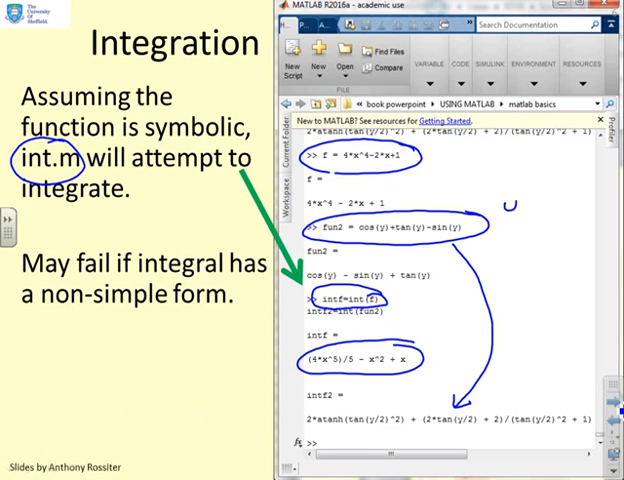 The
University
Of
Sheffield.
Integration
Assuming the
function is symbolic,
int.m will attempt to
integrate.
May fail if integral has
a non-simple form.
Slides by Anthony Rossiter
MATLAB R2016a - academic use
H...
P...
A...
Search Documentation
New
Script
New
Open
Find Files
Compare
FILE
VARIABLE
CODE
SIMULINK
ENVIRONMENT
RESOURCES
book powerpoint ▸ USING MATLAB ▸ matlab basics
Current Folder
Workspace
Profiler
New to MATLAB? See resources for Getting Started.
2*atanh(tan(y/2)^2) + (2*tan(y/2) + 2)/(tan(y/2)^2 + 1)
>> f = 4*x^4-2*x+1
f =
4*x^4 - 2*x + 1
>> fun2 = cos(y)+tan(y)-sin(y)
fun2 =
cos(y) - sin(y) + tan(y)
>> intf=int(f)
intf2=int(fun2)
intf =
(4*x^5)/5 - x^2 + x
intf2 =
2*atanh(tan(y/2)^2) + (2*tan(y/2) + 2)/(tan(y/2)^2 + 1)
fx >>